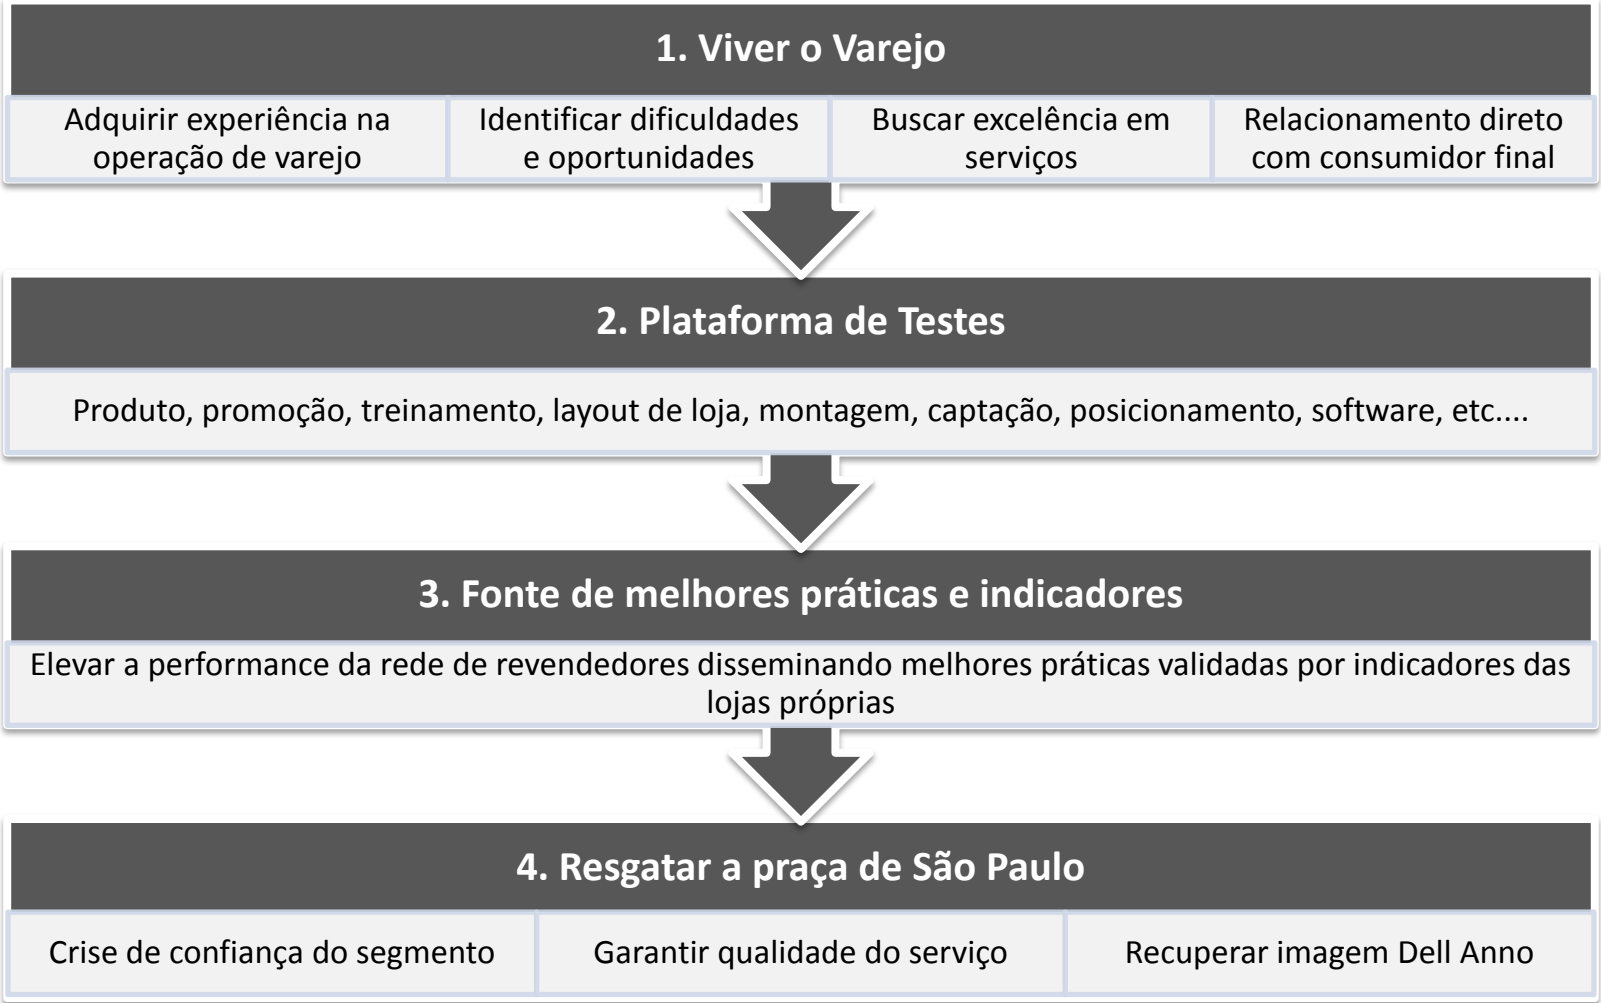 1. Viver o Varejo
Adquirir experiência na
operação de varejo
Identificar dificuldades
e oportunidades
Buscar excelência em
serviços
Relacionamento direto
com consumidor final
2. Plataforma de Testes
Produto, promoção, treinamento, layout de loja, montagem, captação, posicionamento, software, etc....
3. Fonte de melhores práticas e indicadores
Elevar a performance da rede de revendedores disseminando melhores práticas validadas por indicadores das
lojas próprias
4. Resgatar a praça de São Paulo
Crise de confiança do segmento
Garantir qualidade do serviço
Recuperar imagem Dell Anno